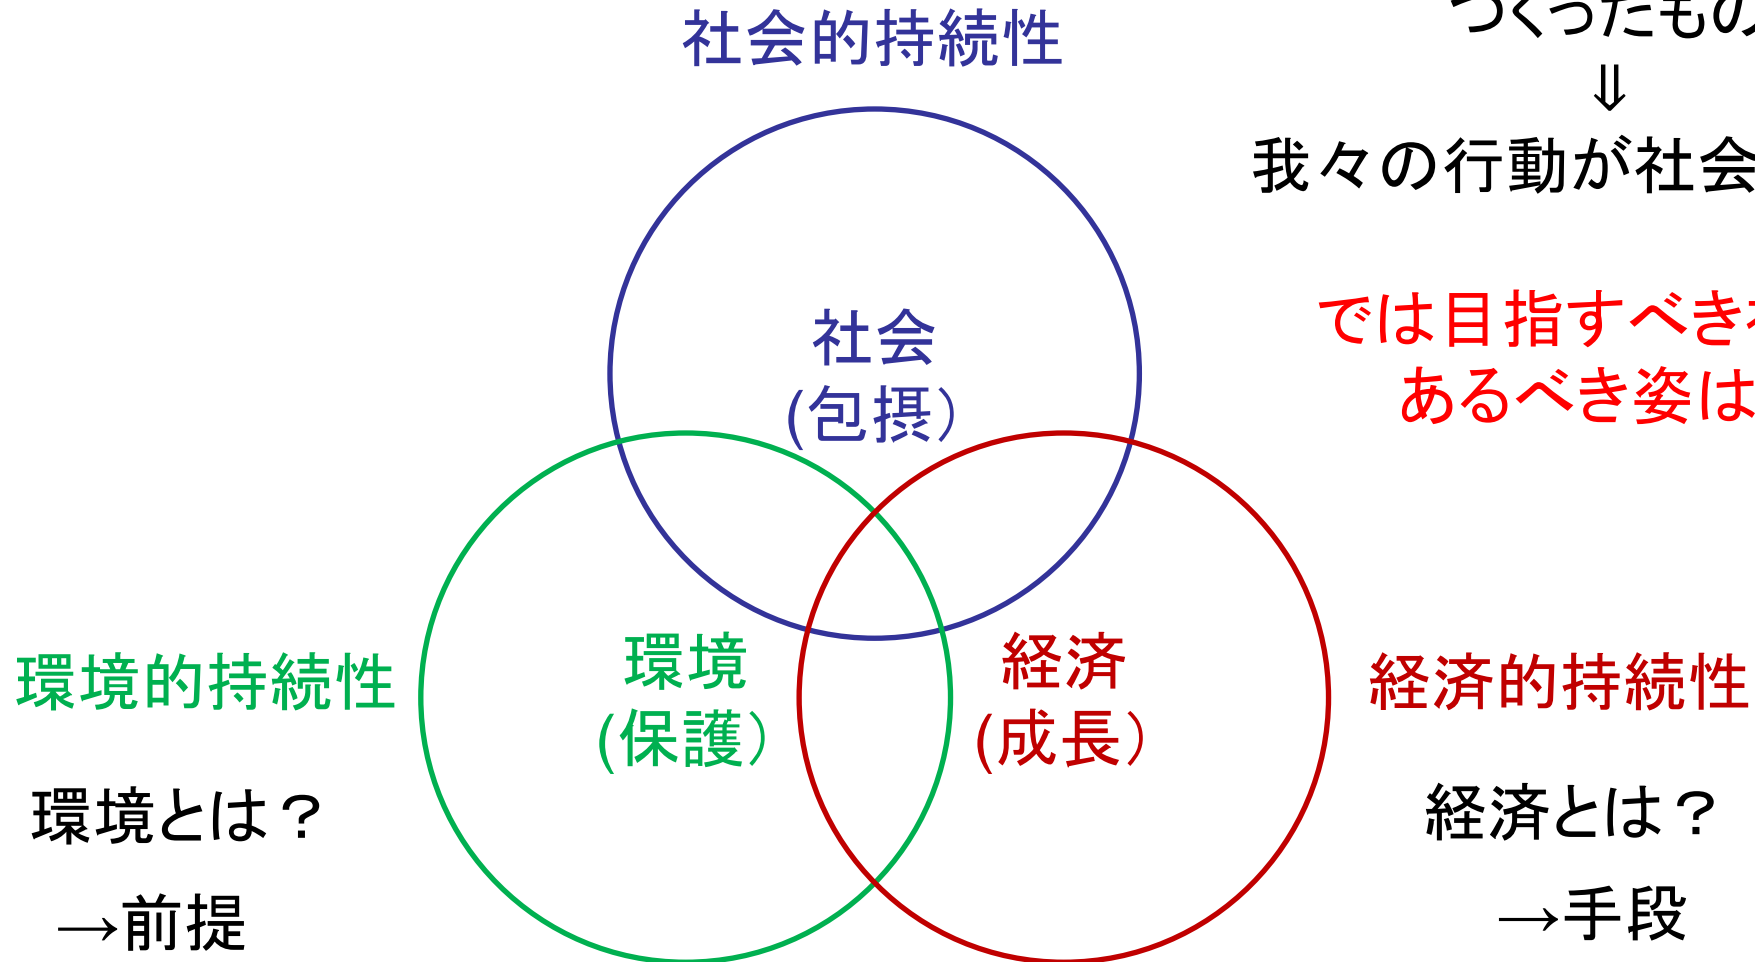 社会的持続性
つくったもの
⇓
我々の行動が社会
では目指すべき
あるべき姿は
社会
(包摂）
環境的持続性
環境
(保護）
経済
(成長）
経済的持続性
環境とは？
→前提
経済とは？
→手段